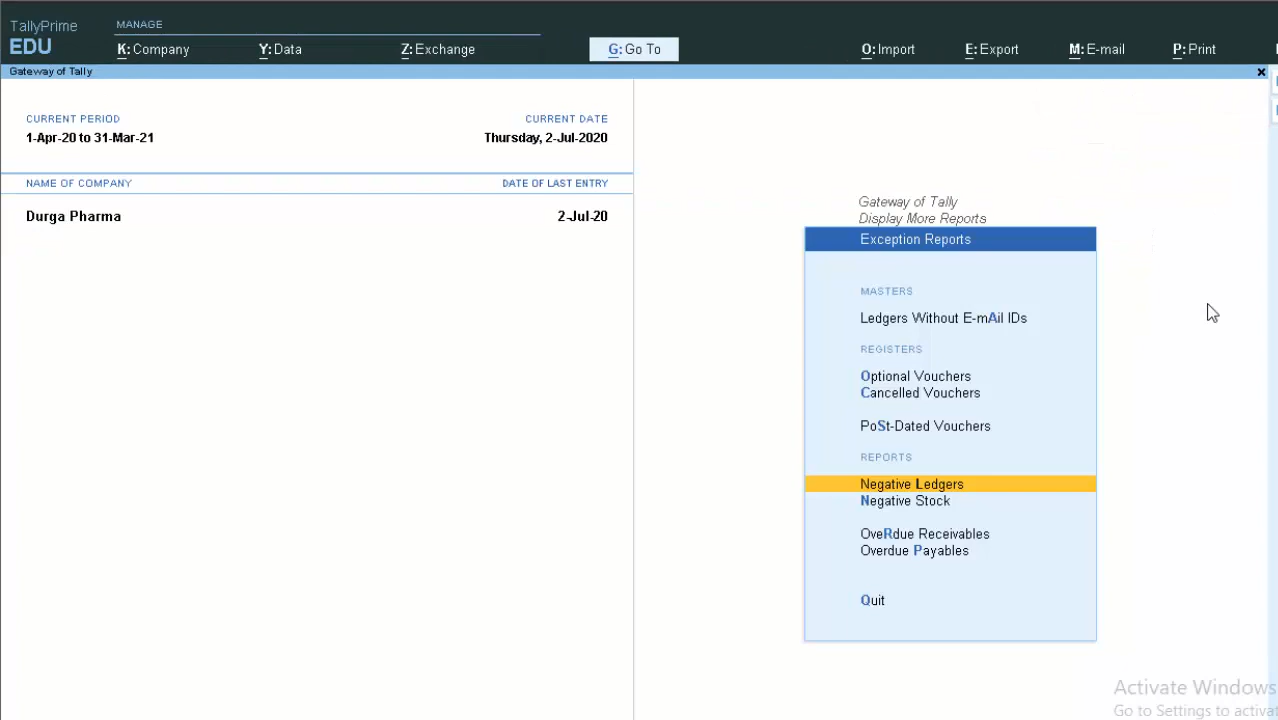 TallyPrime
EDU
MANAGE
K: Company
Y: Data
Z: Exchange
G: Go To
O: Import
E: Export
M: E-mail
P: Print
Gateway of Tally
CURRENT PERIOD
CURRENT DATE
1-Apr-20 to 31-Mar-21
Thursday, 2-Jul-2020
NAME OF COMPANY
DATE OF LAST ENTRY
Durga Pharma
2-Jul-20
Gateway of Tally
Display More Reports
Exception Reports
MASTERS
Ledgers Without E-mAil IDs
REGISTERS
Optional Vouchers
Cancelled Vouchers
PoSt-Dated Vouchers
REPORTS
Negative Ledgers
Negative Stock
OveRdue Receivables
Overdue Payables
Quit
Activate Windows
Go to Settings to activa